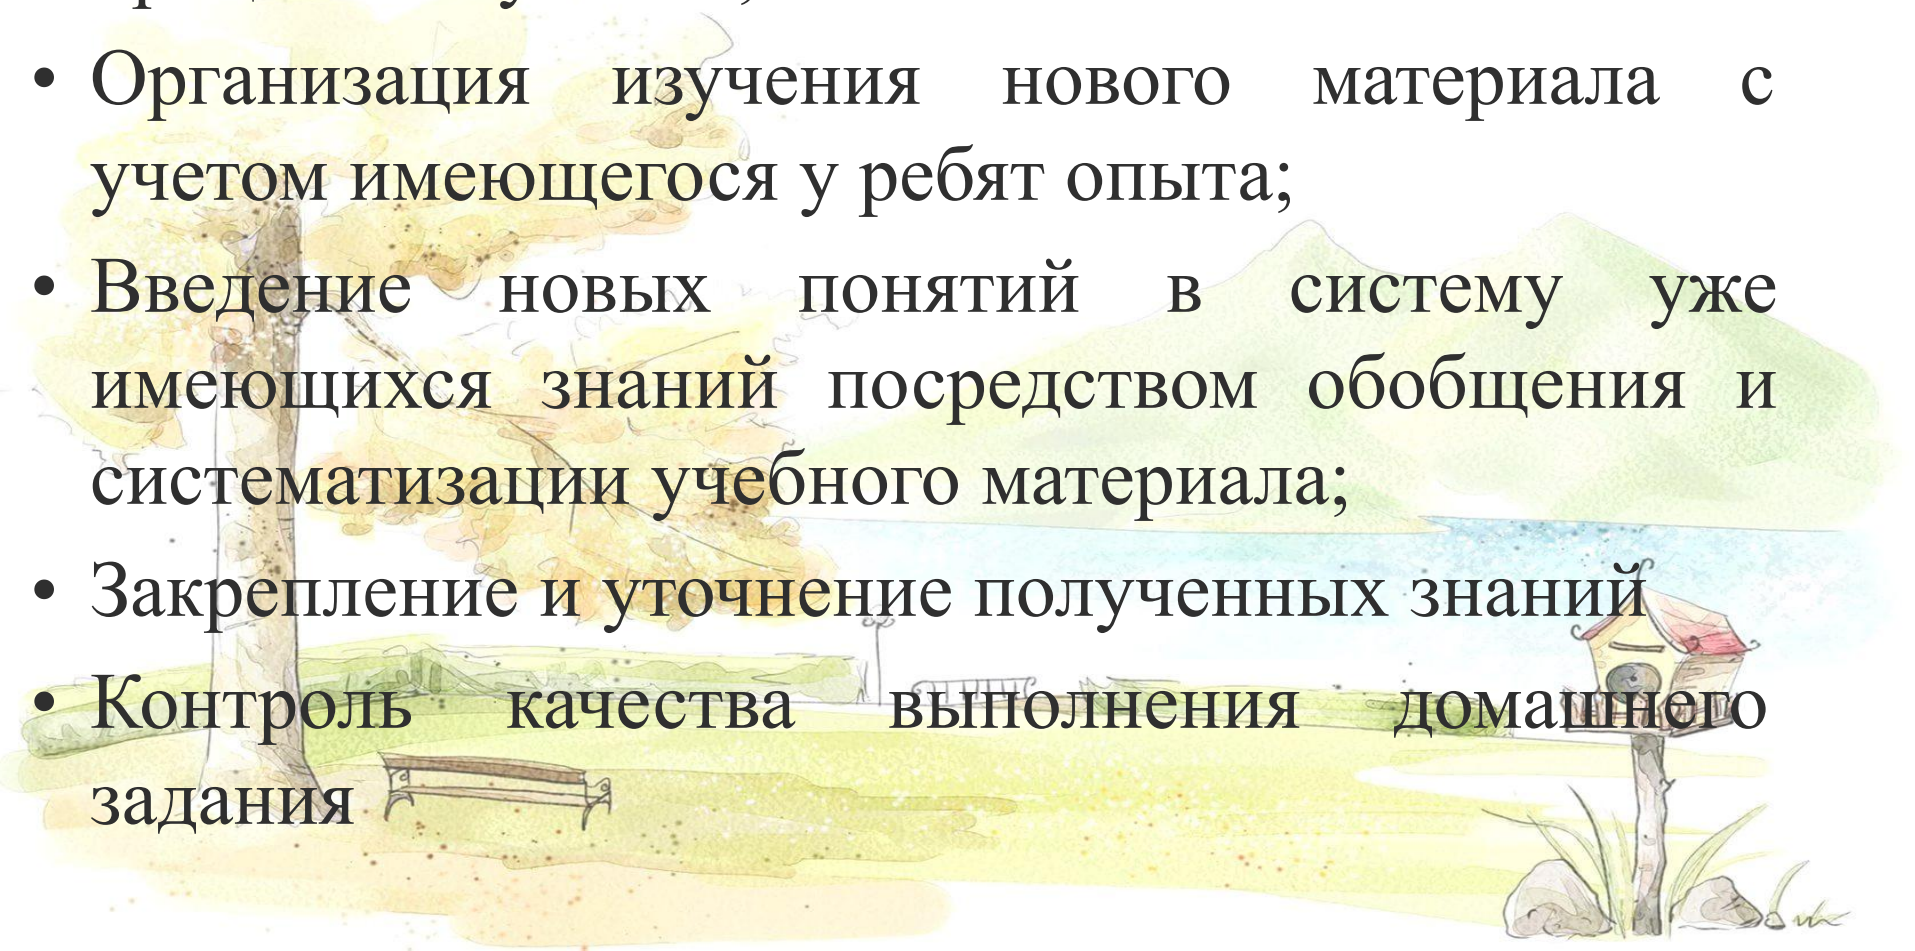 • Организация изучения нового материала с
учетом имеющегося у ребят опыта;
• Введение новых понятий в систему уже
имеющихся знаний посредством обобщения и
систематизации учебного материала;
• Закрепление и уточнение полученных знаний
• Контроль качества выполнения домашнего
задания